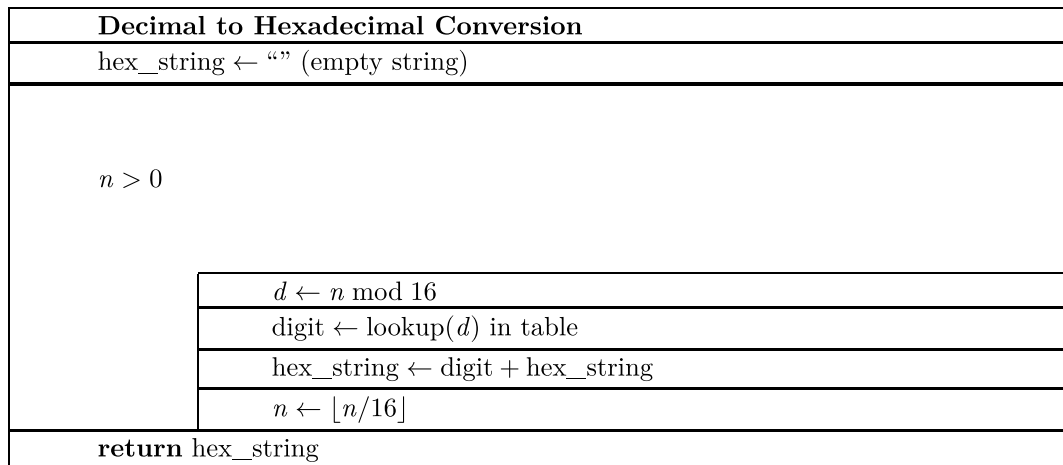 Decimal to Hexadecimal Conversion
hex_string ← “” (empty string)
n > 0
d ← n mod 16
digit ← lookup(d) in table
hex_string ← digit + hex_string
n ← ⌊n/16⌋
return hex_string